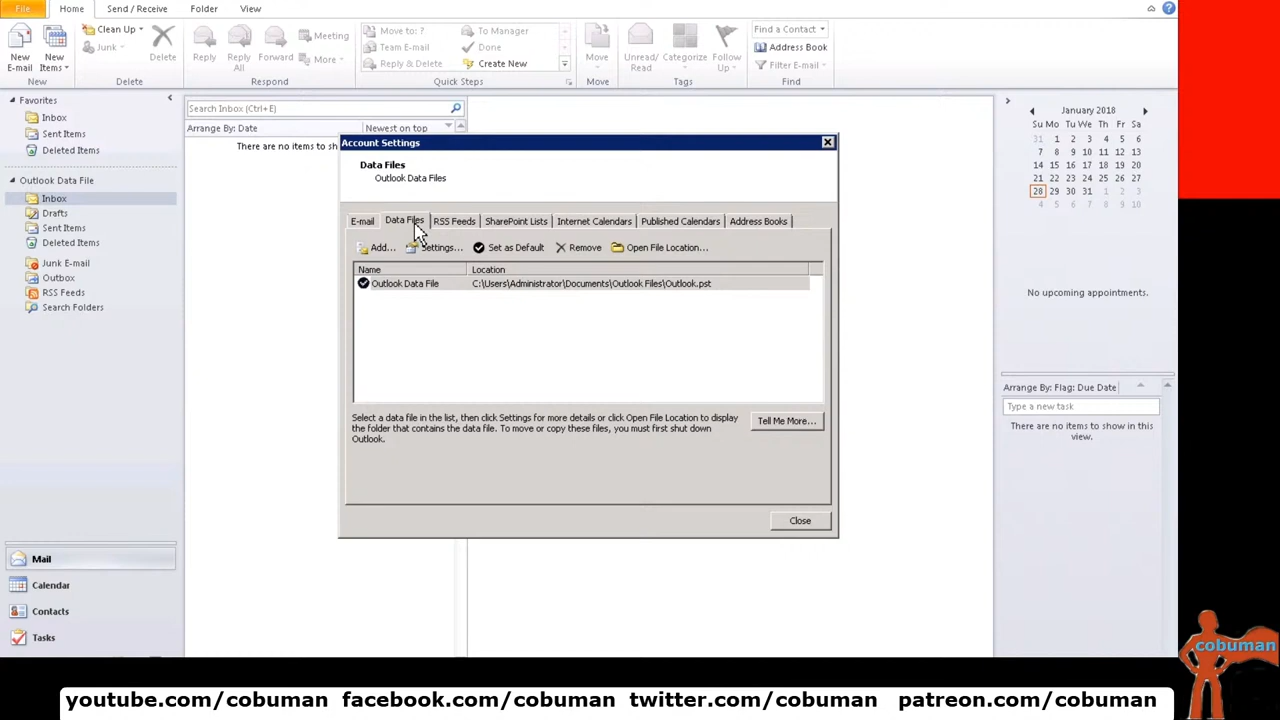 File Home Send / Receive Folder View
New E-mail
New Items
New
Clean Up
Junk
Delete
Delete
Reply
Reply All
Forward
Meeting
More
Respond
Move to: ?
Team E-mail
Reply & Delete
To Manager
Done
Create New
Quick Steps
Move
Move
Unread/ Read
Categorize
Follow Up
Tags
Find a Contact
Address Book
Filter E-mail
Find
Favorites
Inbox
Sent Items
Deleted Items
Outlook Data File
Inbox
Drafts
Sent Items
Deleted Items
Junk E-mail
Outbox
RSS Feeds
Search Folders
Mail
Calendar
Contacts
Tasks
Search Inbox (Ctrl+E)
Arrange By: Date Newest on top
There are no items to sh
Account Settings
Data Files
Outlook Data Files
E-mail Data Files RSS Feeds SharePoint Lists Internet Calendars Published Calendars Address Books
Add... Settings... Set as Default Remove Open File Location...
Name Location
Outlook Data File C:\Users\Administrator\Documents\Outlook Files\Outlook.pst
Select a data file in the list, then click Settings for more details or click Open File Location to display
the folder that contains the data file. To move or copy these files, you must first shut down
Outlook.
Tell Me More...
Close
January 2018
Su Mo Tu We Th Fr Sa
31 1 2 3 4 5 6
7 8 9 10 11 12 13
14 15 16 17 18 19 20
21 22 23 24 25 26 27
28 29 30 31 1 2 3
4 5 6 7 8 9 10
No upcoming appointments.
Arrange By: Flag: Due Date
Type a new task
There are no items to show in this
view.
cobuman
youtube.com/cobuman facebook.com/cobuman twitter.com/cobuman patreon.com/cobuman